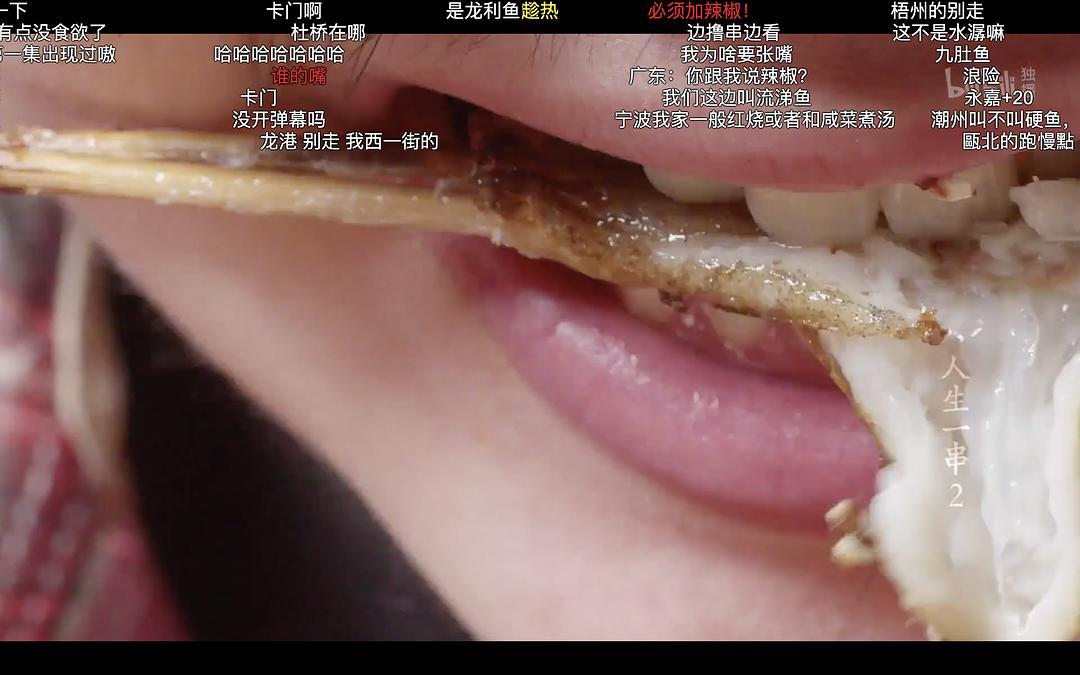 一下
卡门啊
是龙利鱼趁热
必须加辣椒！
梧州的别走
有点没食欲了
杜桥在哪
边撸串边看
这不是水潺嘛
一集出现过嗷
哈哈哈哈哈哈哈
我为啥要张嘴
九肚鱼
谁的嘴
广东：你跟我说辣椒？
浪险
独
卡门
我们这边叫流涕鱼
永嘉+20
没开弹幕吗
宁波我家一般红烧或者和咸菜煮汤
潮州叫不叫硬鱼，
龙港 别走 我西一街的
甌北的跑慢點
人生一串2